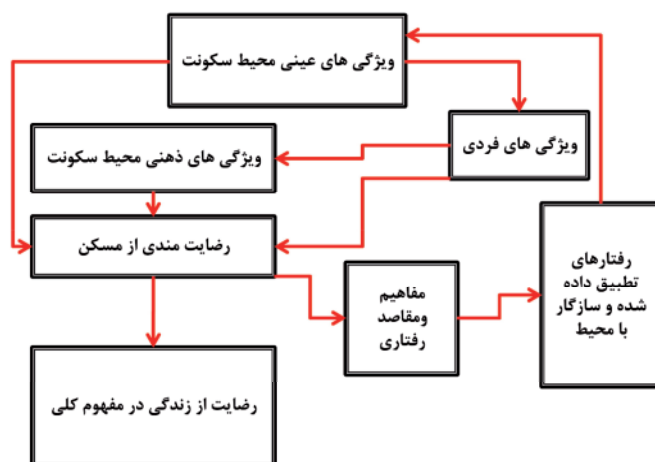 ویژگی های عینی محیط سکونت
ویژگی های فردی
ویژگی های ذهنی محیط سکونت
رضایت مندی از مسکن
رفتارهای
تطبیق داده
شده و سازگار
با محیط
مفاهیم
ومقاصد
رفتاری
رضایت از زندگی در مفهوم کلی